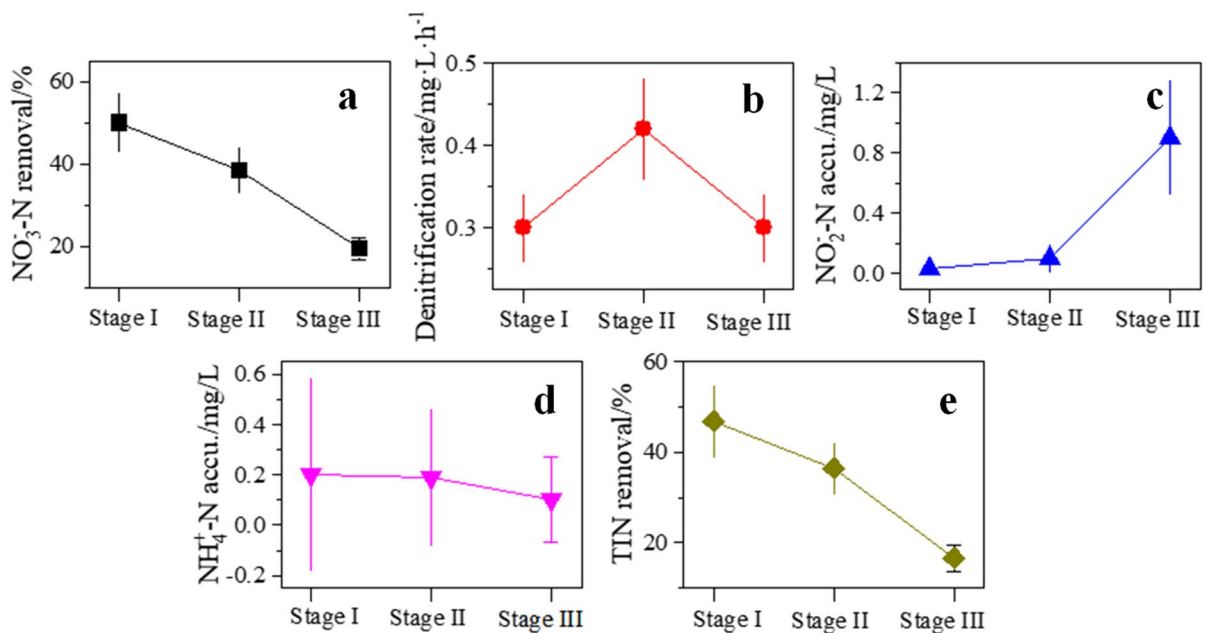 NO₃⁻-N removal/%
60
40
20
a
Stage I Stage II Stage III
Denitrification rate/mg·L·h⁻¹
0.5
0.4
0.3
b
Stage I Stage II Stage III
NO₂⁻-N accu./mg/L
1.2
0.8
0.4
0.0
c
Stage I Stage II Stage III
NH₄⁺-N accu./mg/L
0.6
0.4
0.2
0.0
-0.2
d
Stage I Stage II Stage III
TIN removal/%
60
40
20
e
Stage I Stage II Stage III